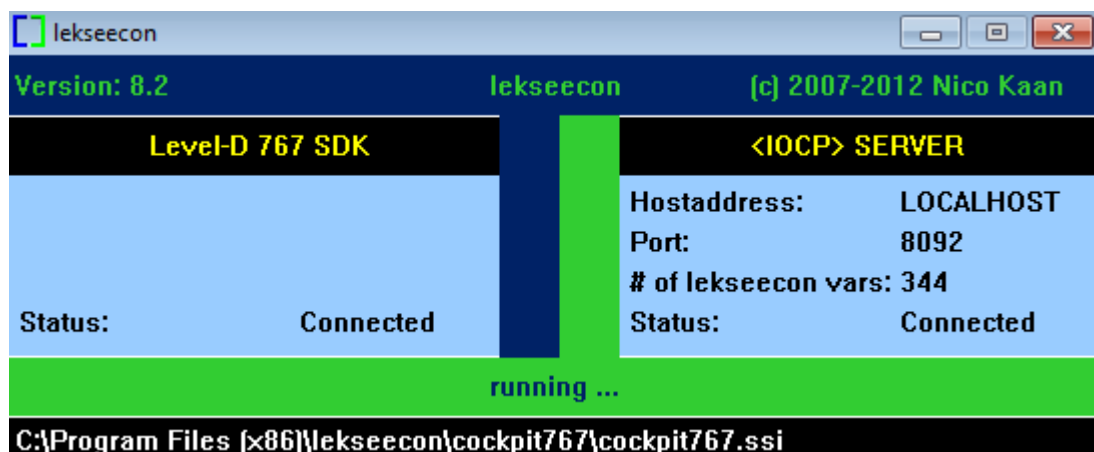 lekseecon
Version: 8.2 lekseecon (c) 2007-2012 Nico Kaan
Level-D 767 SDK <IOCP> SERVER
Hostaddress: LOCALHOST
Port: 8092
# of lekseecon vars: 344
Status: Connected Status: Connected
running ...
C:\Program Files (x86)\lekseecon\cockpit767\cockpit767.ssi